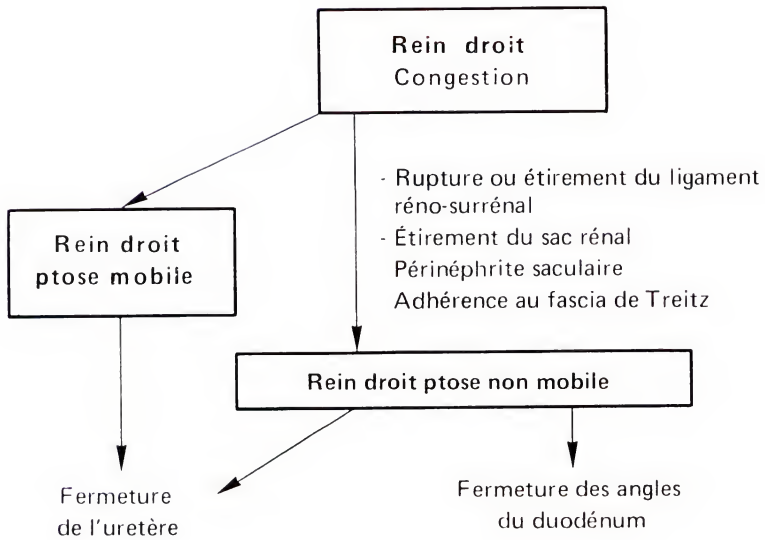 Rein droit
Congestion
- Rupture ou étirement du ligament
réno-surrénal
- Étirement du sac rénal
Périnéphrite saculaire
Adhérence au fascia de Treitz
Rein droit
ptose mobile
Rein droit ptose non mobile
Fermeture
de l'uretère
Fermeture des angles
du duodénum